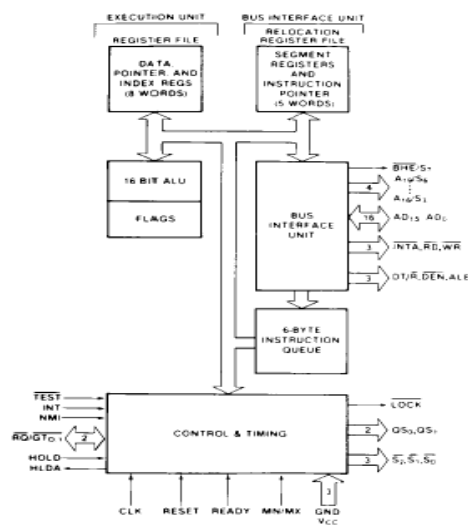 EXECUTION UNIT
BUS INTERFACE UNIT
REGISTER FILE
RELOCATION
REGISTER FILE
DATA,
POINTER, AND
INDEX REGS
(8 WORDS)
SEGMENT
REGISTERS
AND
INSTRUCTION
POINTER
(5 WORDS)
16 BIT ALU
FLAGS
BUS
INTERFACE
UNIT
BHE/S7
4
A19/S6
A16/S3
16
AD15 AD0
3
INTA, RD, WR
3
DT/R, DEN, ALE
6-BYTE
INSTRUCTION
QUEUE
TEST
INT
NMI
RQ/GT0,1
2
HOLD
HLDA
CONTROL & TIMING
LOCK
2
QS0, QS1
3
S2, S1, S0
CLK
RESET
READY
MN/MX
3
GND
VCC